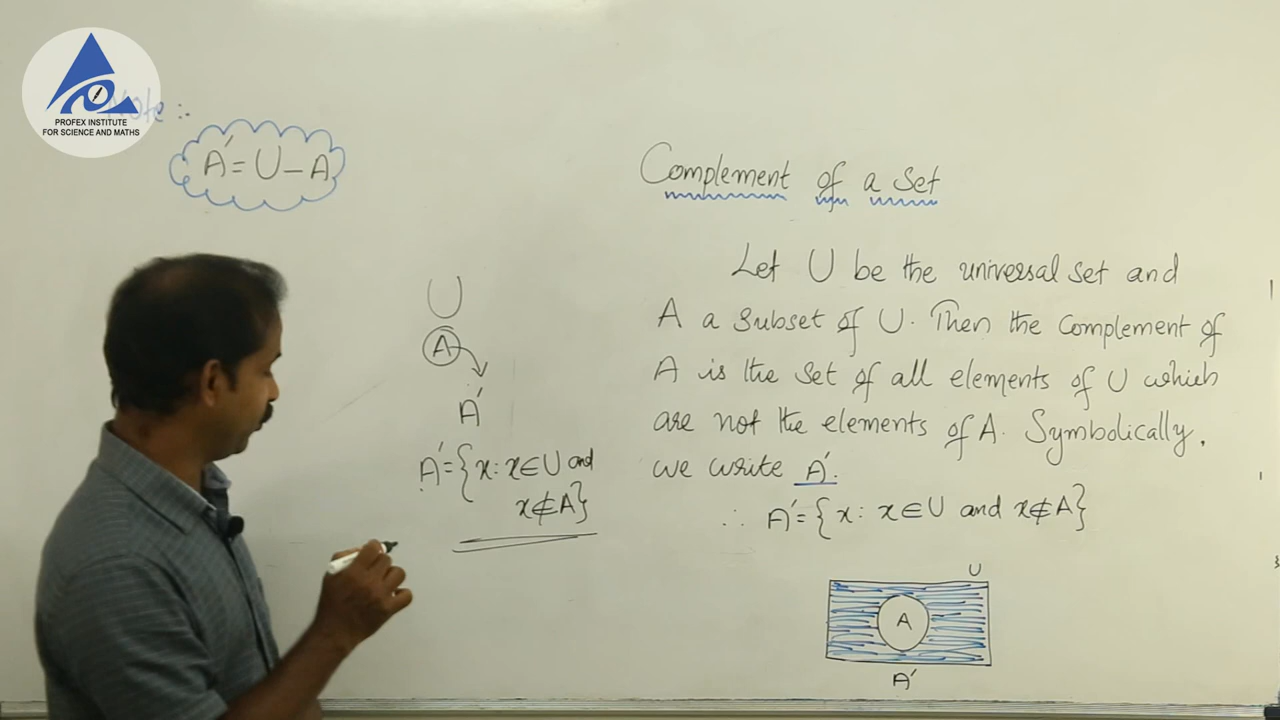 PROFEX INSTITUTE
FOR SCIENCE AND MATHS
Note :-
A' = U – A
U
A
A'
A' = {x : x ∈ U and
x ∉ A}
Complement of a Set
Let U be the universal set and
A a Subset of U. Then the Complement of
A is the set of all elements of U which
are not the elements of A. Symbolically,
we write A'.
∴ A' = {x : x ∈ U and x ∉ A}
U
A
A'